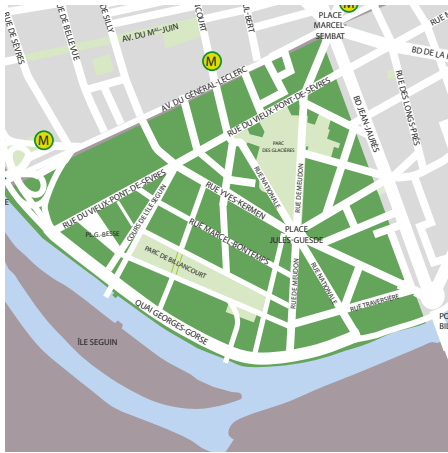 RUE DE SÈVRES
RUE DE BELLEVUE
DE SILLY
AV. DU MAL-JUIN
COURT
PLACE
MARCEL-
SEMBAT
M
BD DE LA
AV. DU GÉNÉRAL-LECLERC
M
RUE DU VIEUX-PONT-DE-SÈVRES
BD JEAN-JAURÈS
RUE DES LONGS-PRÉS
M
PARC
DES GLACIÈRES
RUE NATIONALE
RUE DE MEUDON
RUE DU VIEUX-PONT-DE-SÈVRES
COURS DE L'ÎLE SEGUIN
RUE YVES-KERMEN
RUE MARCEL-BONTEMPS
PLACE
JULES-GUESDE
PL.G.-BESSE
PARC DE BILLANCOURT
RUE DE MEUDON
RUE NATIONALE
RUE TRAVERSIÈRE
QUAI GEORGES-GORSE
ÎLE SEGUIN